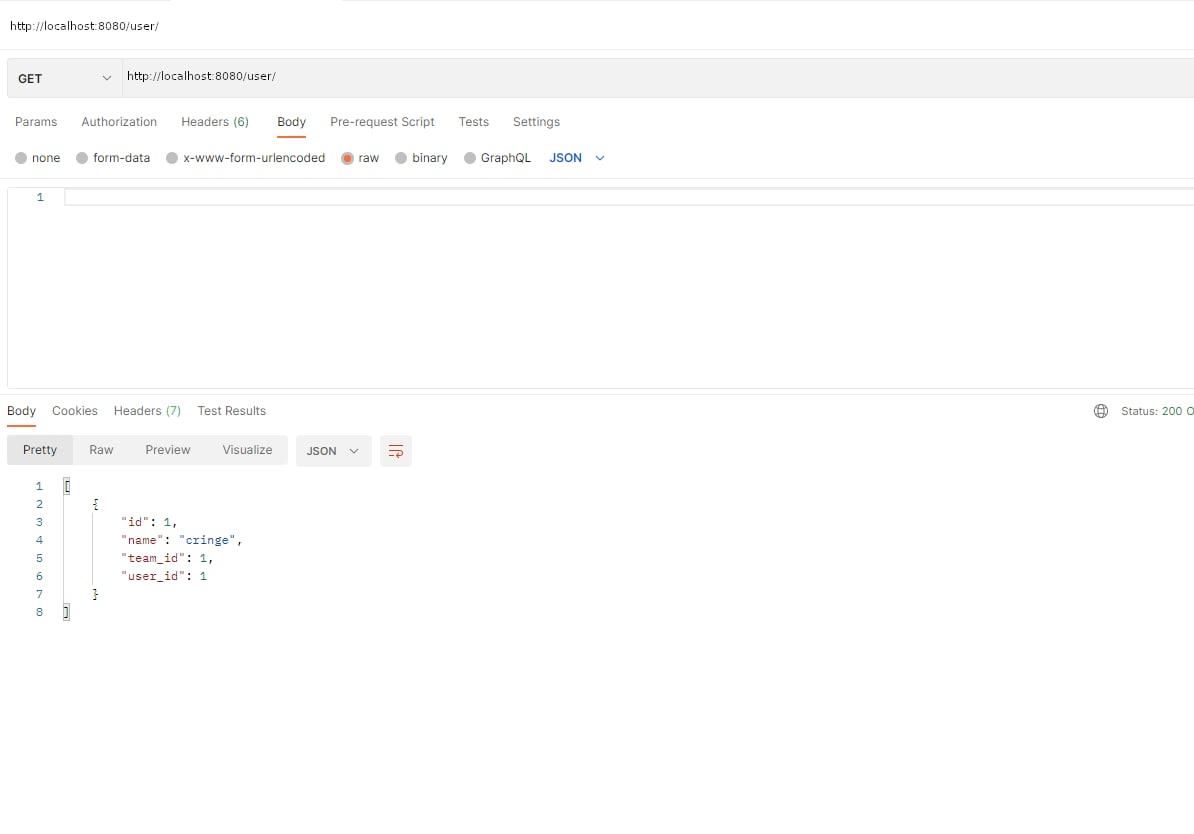 http://localhost:8080/user/
GET http://localhost:8080/user/
Params Authorization Headers (6) Body Pre-request Script Tests Settings
none form-data x-www-form-urlencoded raw binary GraphQL JSON
1
Body Cookies Headers (7) Test Results Status: 200 O
Pretty Raw Preview Visualize JSON
1 [
2 {
3 "id": 1,
4 "name": "cringe",
5 "team_id": 1,
6 "user_id": 1
7 }
8 ]